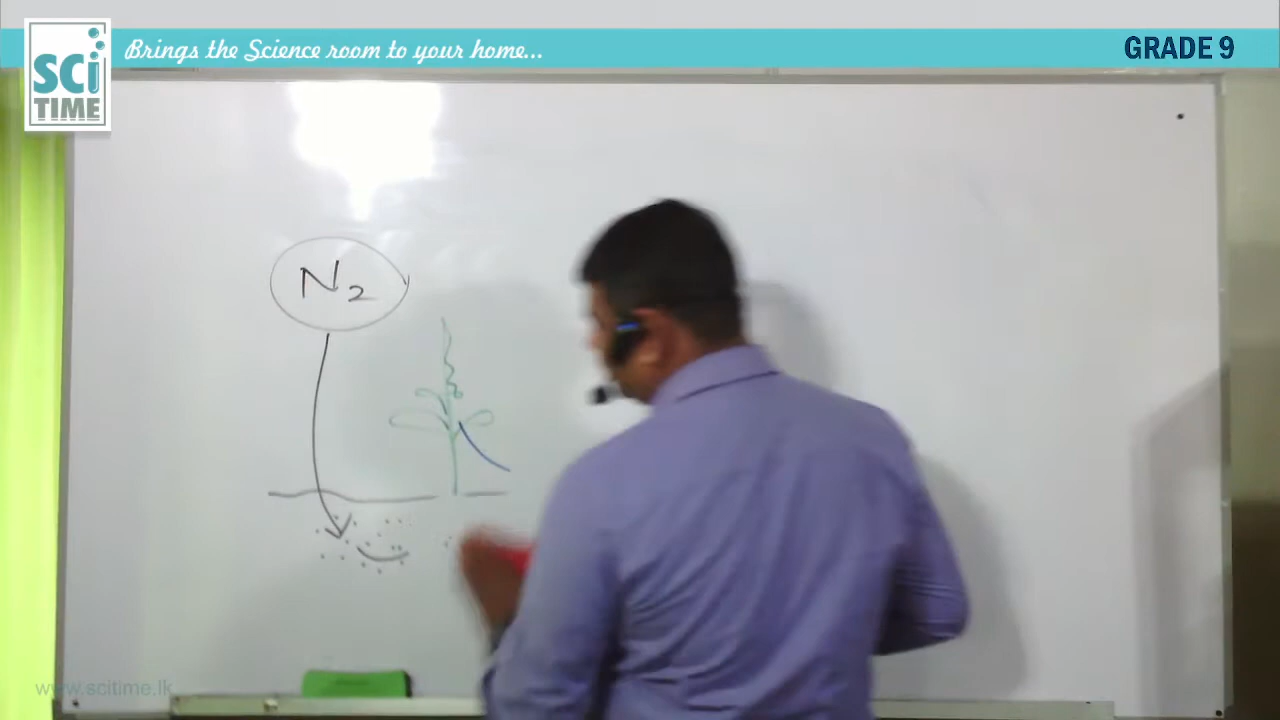 SCi
TIME
Brings the Science room to your home...
GRADE 9
N₂
www.scitime.lk